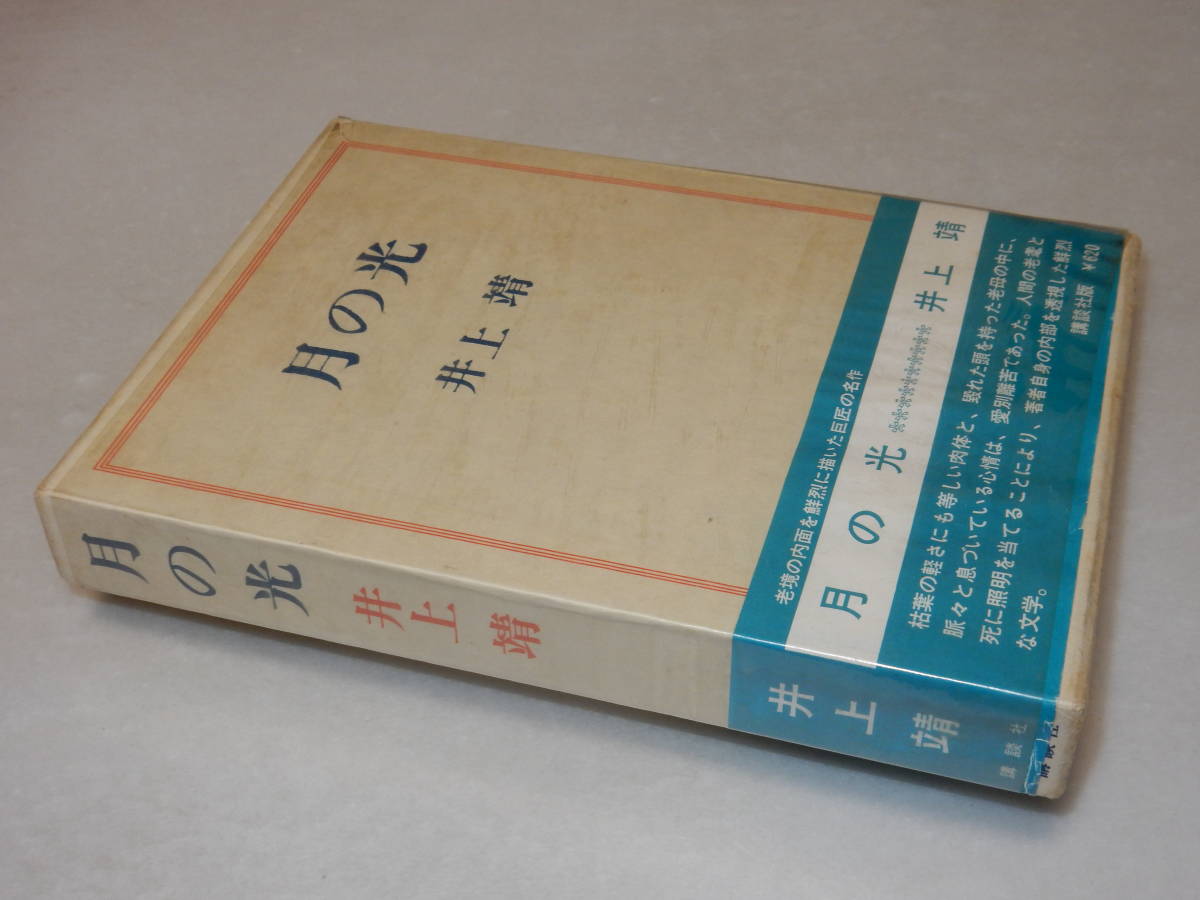 月の光
井上 靖
老境の内面を鮮烈に描いた巨匠の名作
月の光 井上 靖
枯葉の軽さにも等しい肉体と、毀れた頭を持った老母の中に、
脈々と息づいている心情は、愛別離苦であった。人間の老衰と
死に照明を当てることにより、著者自身の内部を透視した鮮烈
な文学。
講談社版 ¥620
月の光
井上 靖
井上 靖
講談社
講談社